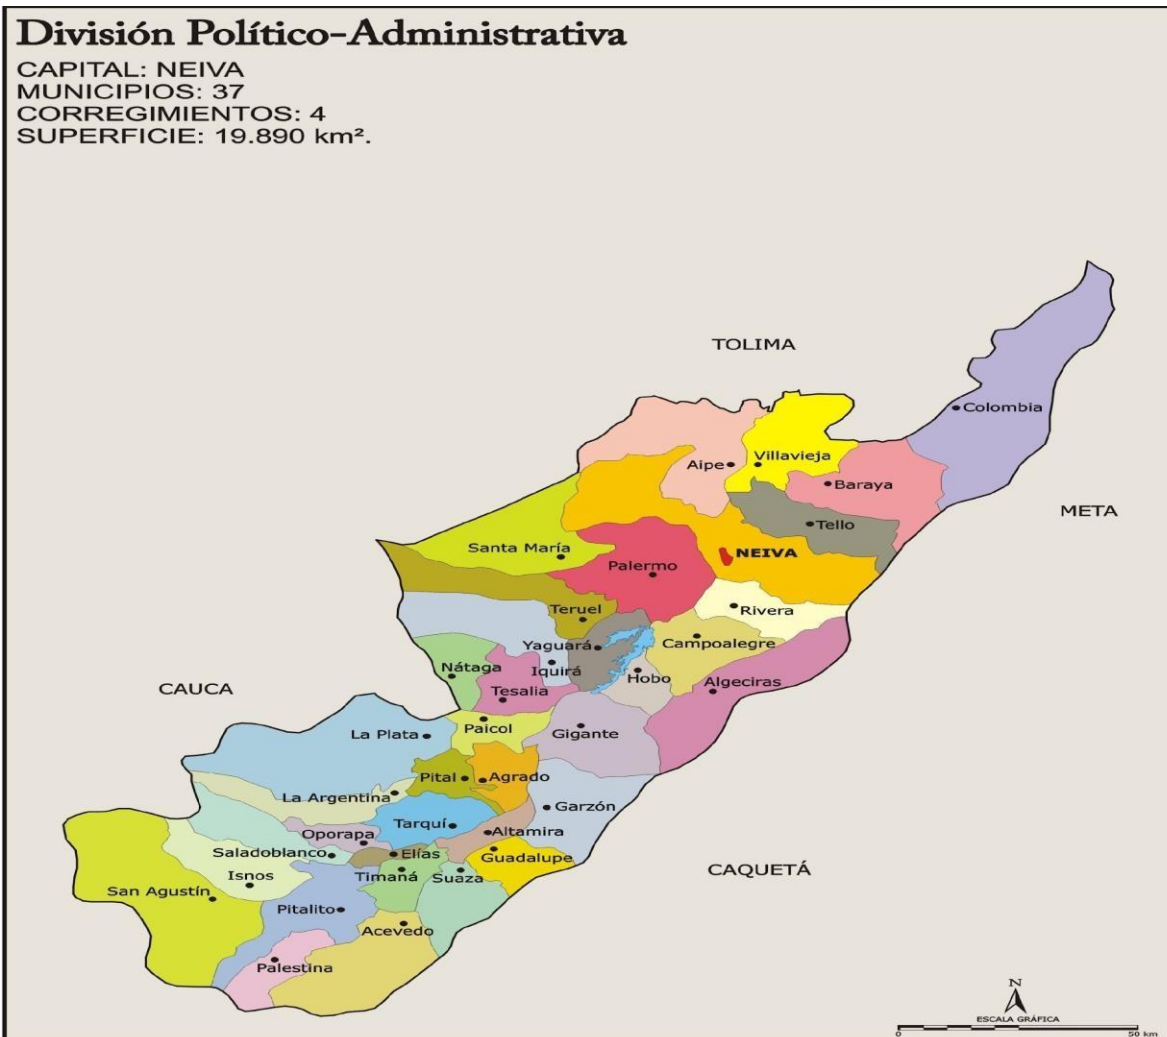 División Político-Administrativa
CAPITAL: NEIVA
MUNICIPIOS: 37
CORREGIMIENTOS: 4
SUPERFICIE: 19.890 km².
TOLIMA
Colombia
Aipe
Villavieja
Baraya
META
Tello
Santa María
NEIVA
Palermo
Teruel
Rivera
Yaguará
Campoalegre
Iquirá
Nátaga
Hobo
Algeciras
CAUCA
Tesalia
Paicol
La Plata
Gigante
Pital
Agrado
La Argentina
Garzón
Tarquí
Oporapa
Altamira
Saladoblanco
Elías
Guadalupe
Isnos
Timaná
Suaza
CAQUETÁ
San Agustín
Pitalito
Acevedo
Palestina
N
ESCALA GRÁFICA
0
50 km